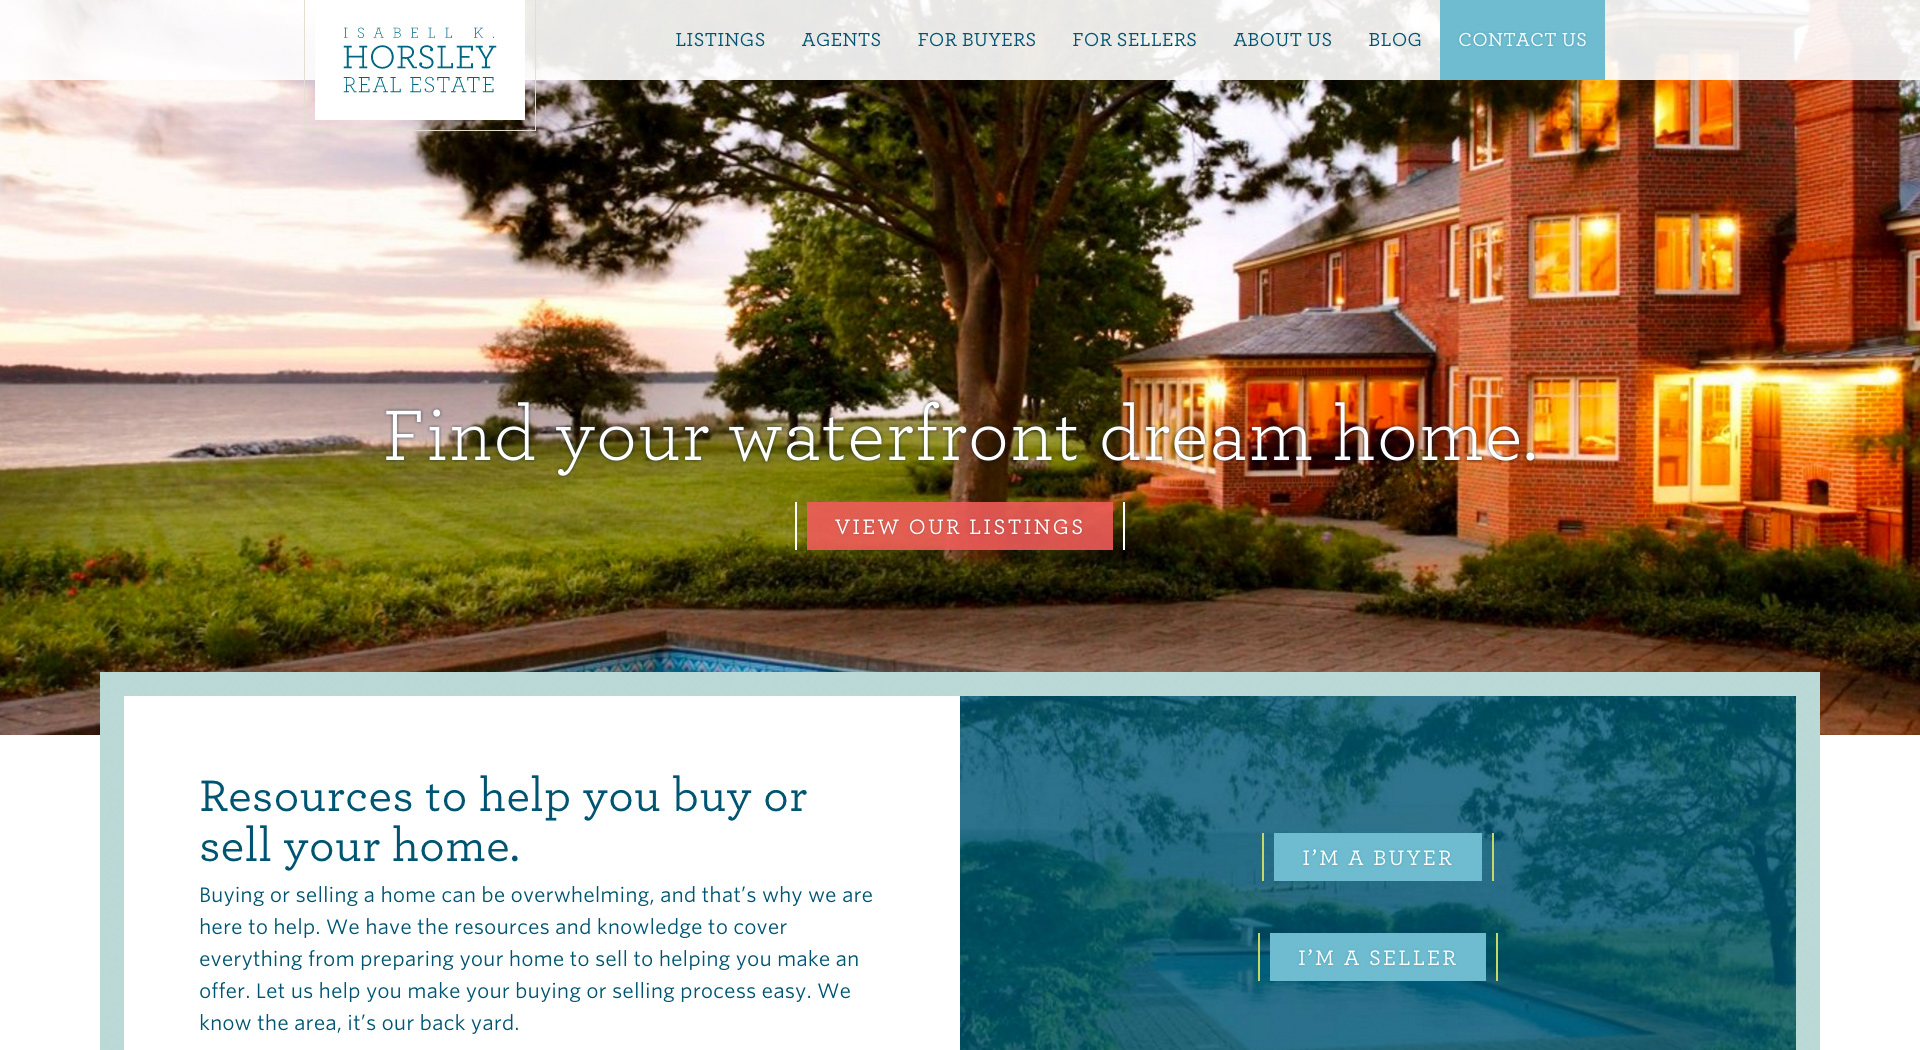 ISABELL K.
HORSLEY
REAL ESTATE
LISTINGS AGENTS FOR BUYERS FOR SELLERS ABOUT US BLOG CONTACT US
Find your waterfront dream home.
VIEW OUR LISTINGS
Resources to help you buy or
sell your home.
Buying or selling a home can be overwhelming, and that’s why we are
here to help. We have the resources and knowledge to cover
everything from preparing your home to sell to helping you make an
offer. Let us help you make your buying or selling process easy. We
know the area, it’s our back yard.
I’M A BUYER
I’M A SELLER